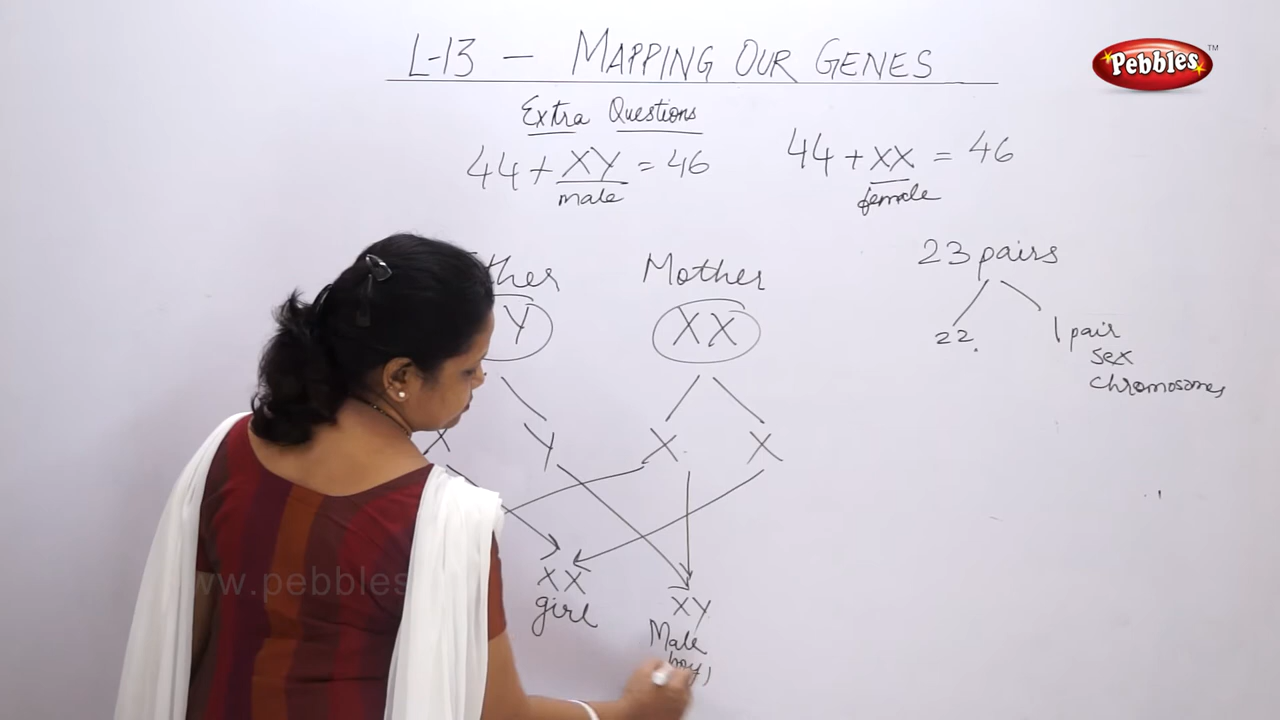 L-13 — MAPPING OUR GENES
Pebbles™
Extra Questions
44 + XY = 46
male
44 + XX = 46
female
ther
Mother
23 pairs
Y
XX
22
1 pair
sex
chromosomes
X
Y
X
X
XX
girl
XY
Male
boy
www.pebbles